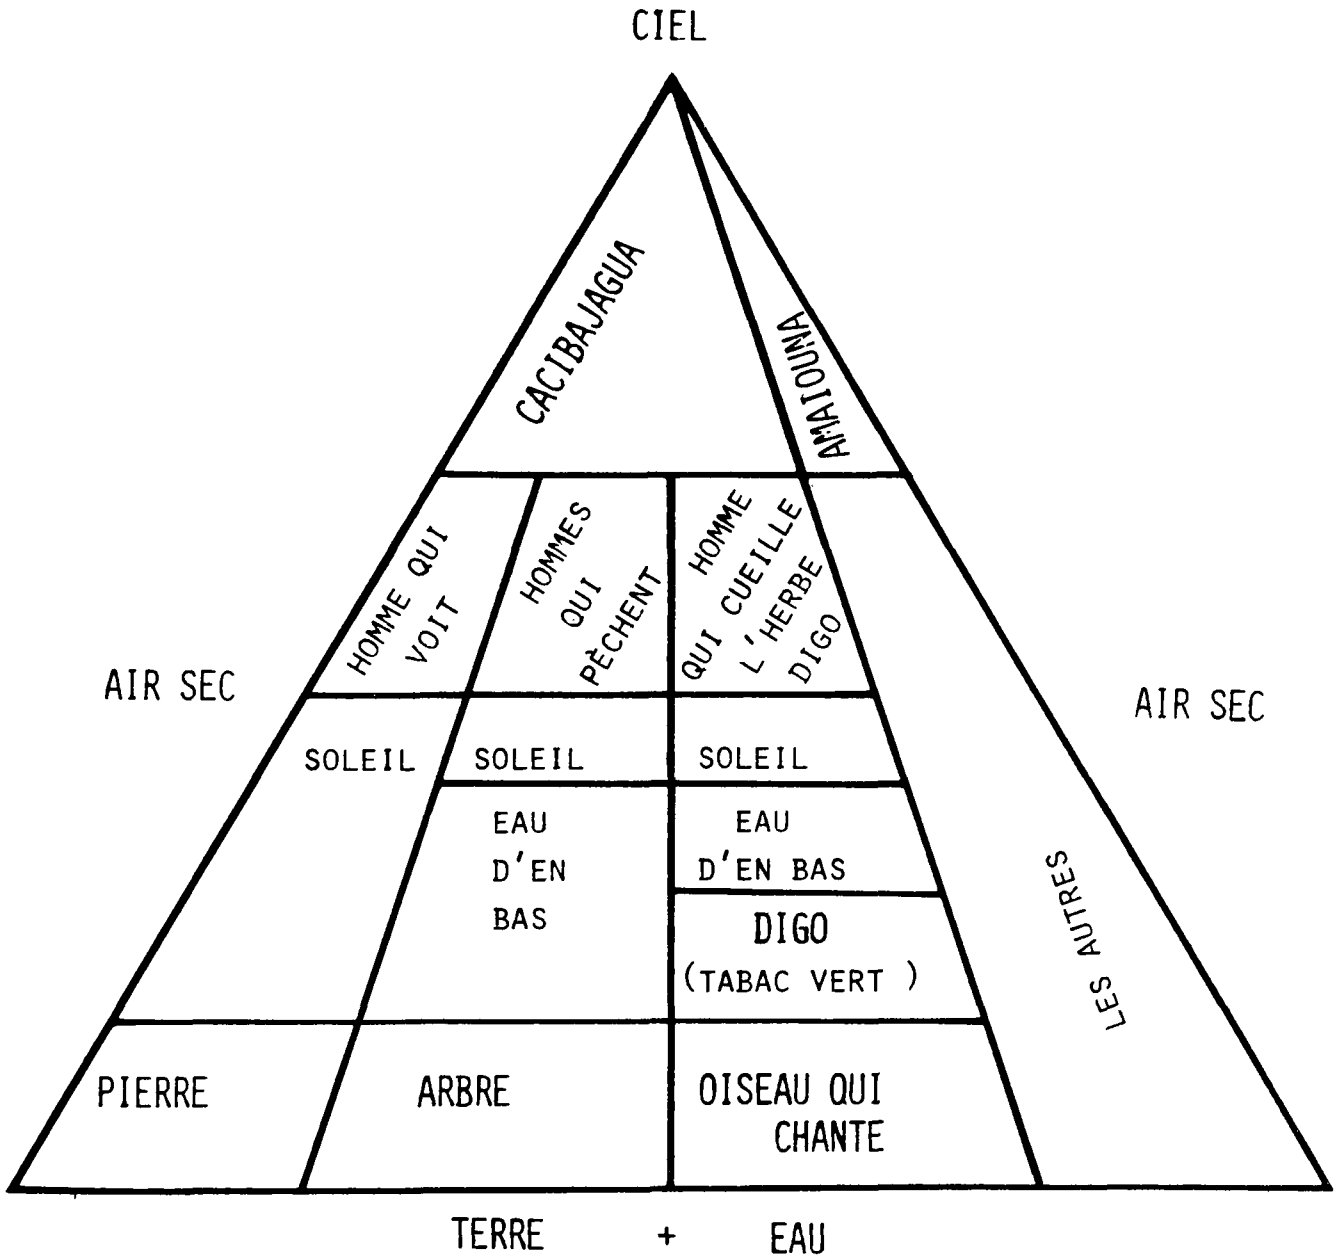 CIEL
CACIBAJAGUA
AMAIOUNA
HOMME QUI
VOIT
HOMMES
QUI
PÈCHENT
HOMME
QUI CUEILLE
L'HERBE
DIGO
AIR SEC
AIR SEC
SOLEIL
SOLEIL
SOLEIL
EAU
D'EN
BAS
EAU
D'EN BAS
DIGO
(TABAC VERT )
LES AUTRES
PIERRE
ARBRE
OISEAU QUI
CHANTE
TERRE + EAU